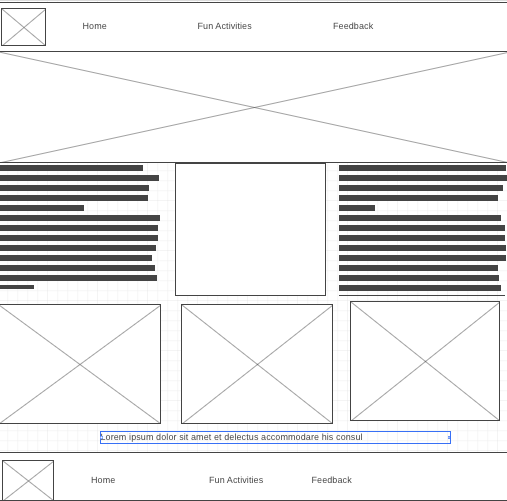 Home Fun Activities Feedback
Lorem ipsum dolor sit amet et delectus accommodare his consul
Home Fun Activities Feedback